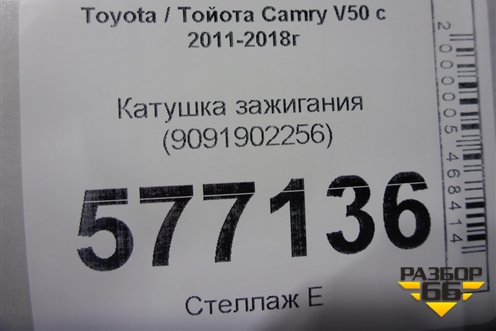 Toyota / Тойота Camry V50 с
2011-2018г
Катушка зажигания
(9091902256)
577136
Стеллаж Е
2000005468414
РАЗБОР
66